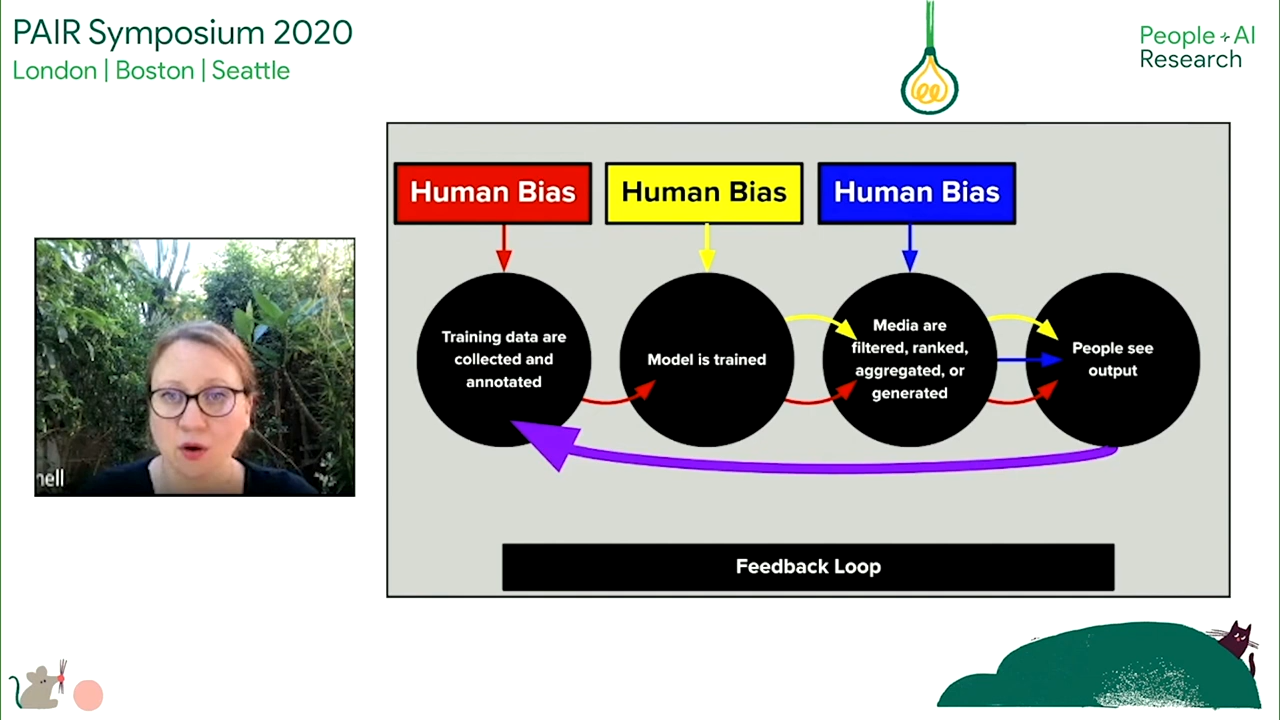 PAIR Symposium 2020
London | Boston | Seattle
People + AI
Research
Human Bias
Human Bias
Human Bias
Training data are
collected and
annotated
Model is trained
Media are
filtered, ranked,
aggregated, or
generated
People see
output
nell
Feedback Loop